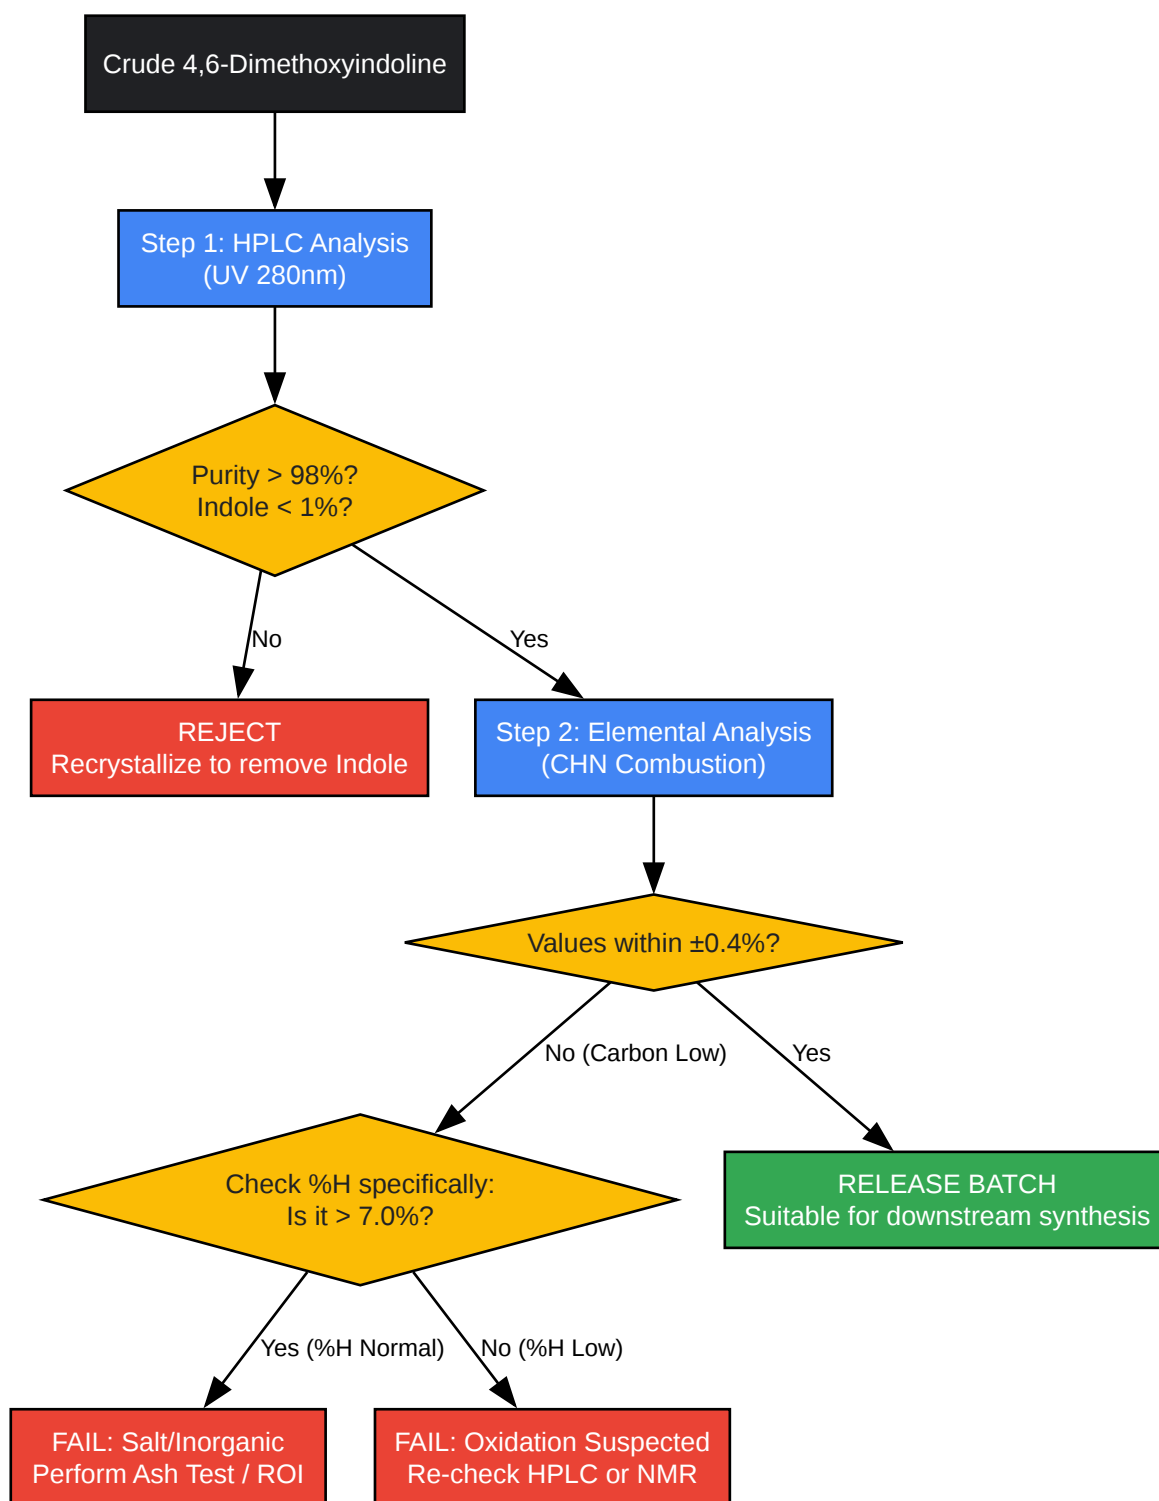 Crude 4,6-Dimethoxyindoline
Step 1: HPLC Analysis
(UV 280nm)
Purity > 98%?
Indole < 1%?
No
Yes
REJECT
Recrystallize to remove Indole
Step 2: Elemental Analysis
(CHN Combustion)
Values within ±0.4%?
No (Carbon Low)
Yes
Check %H specifically:
Is it > 7.0%?
RELEASE BATCH
Suitable for downstream synthesis
Yes (%H Normal)
No (%H Low)
FAIL: Salt/Inorganic
Perform Ash Test / ROI
FAIL: Oxidation Suspected
Re-check HPLC or NMR